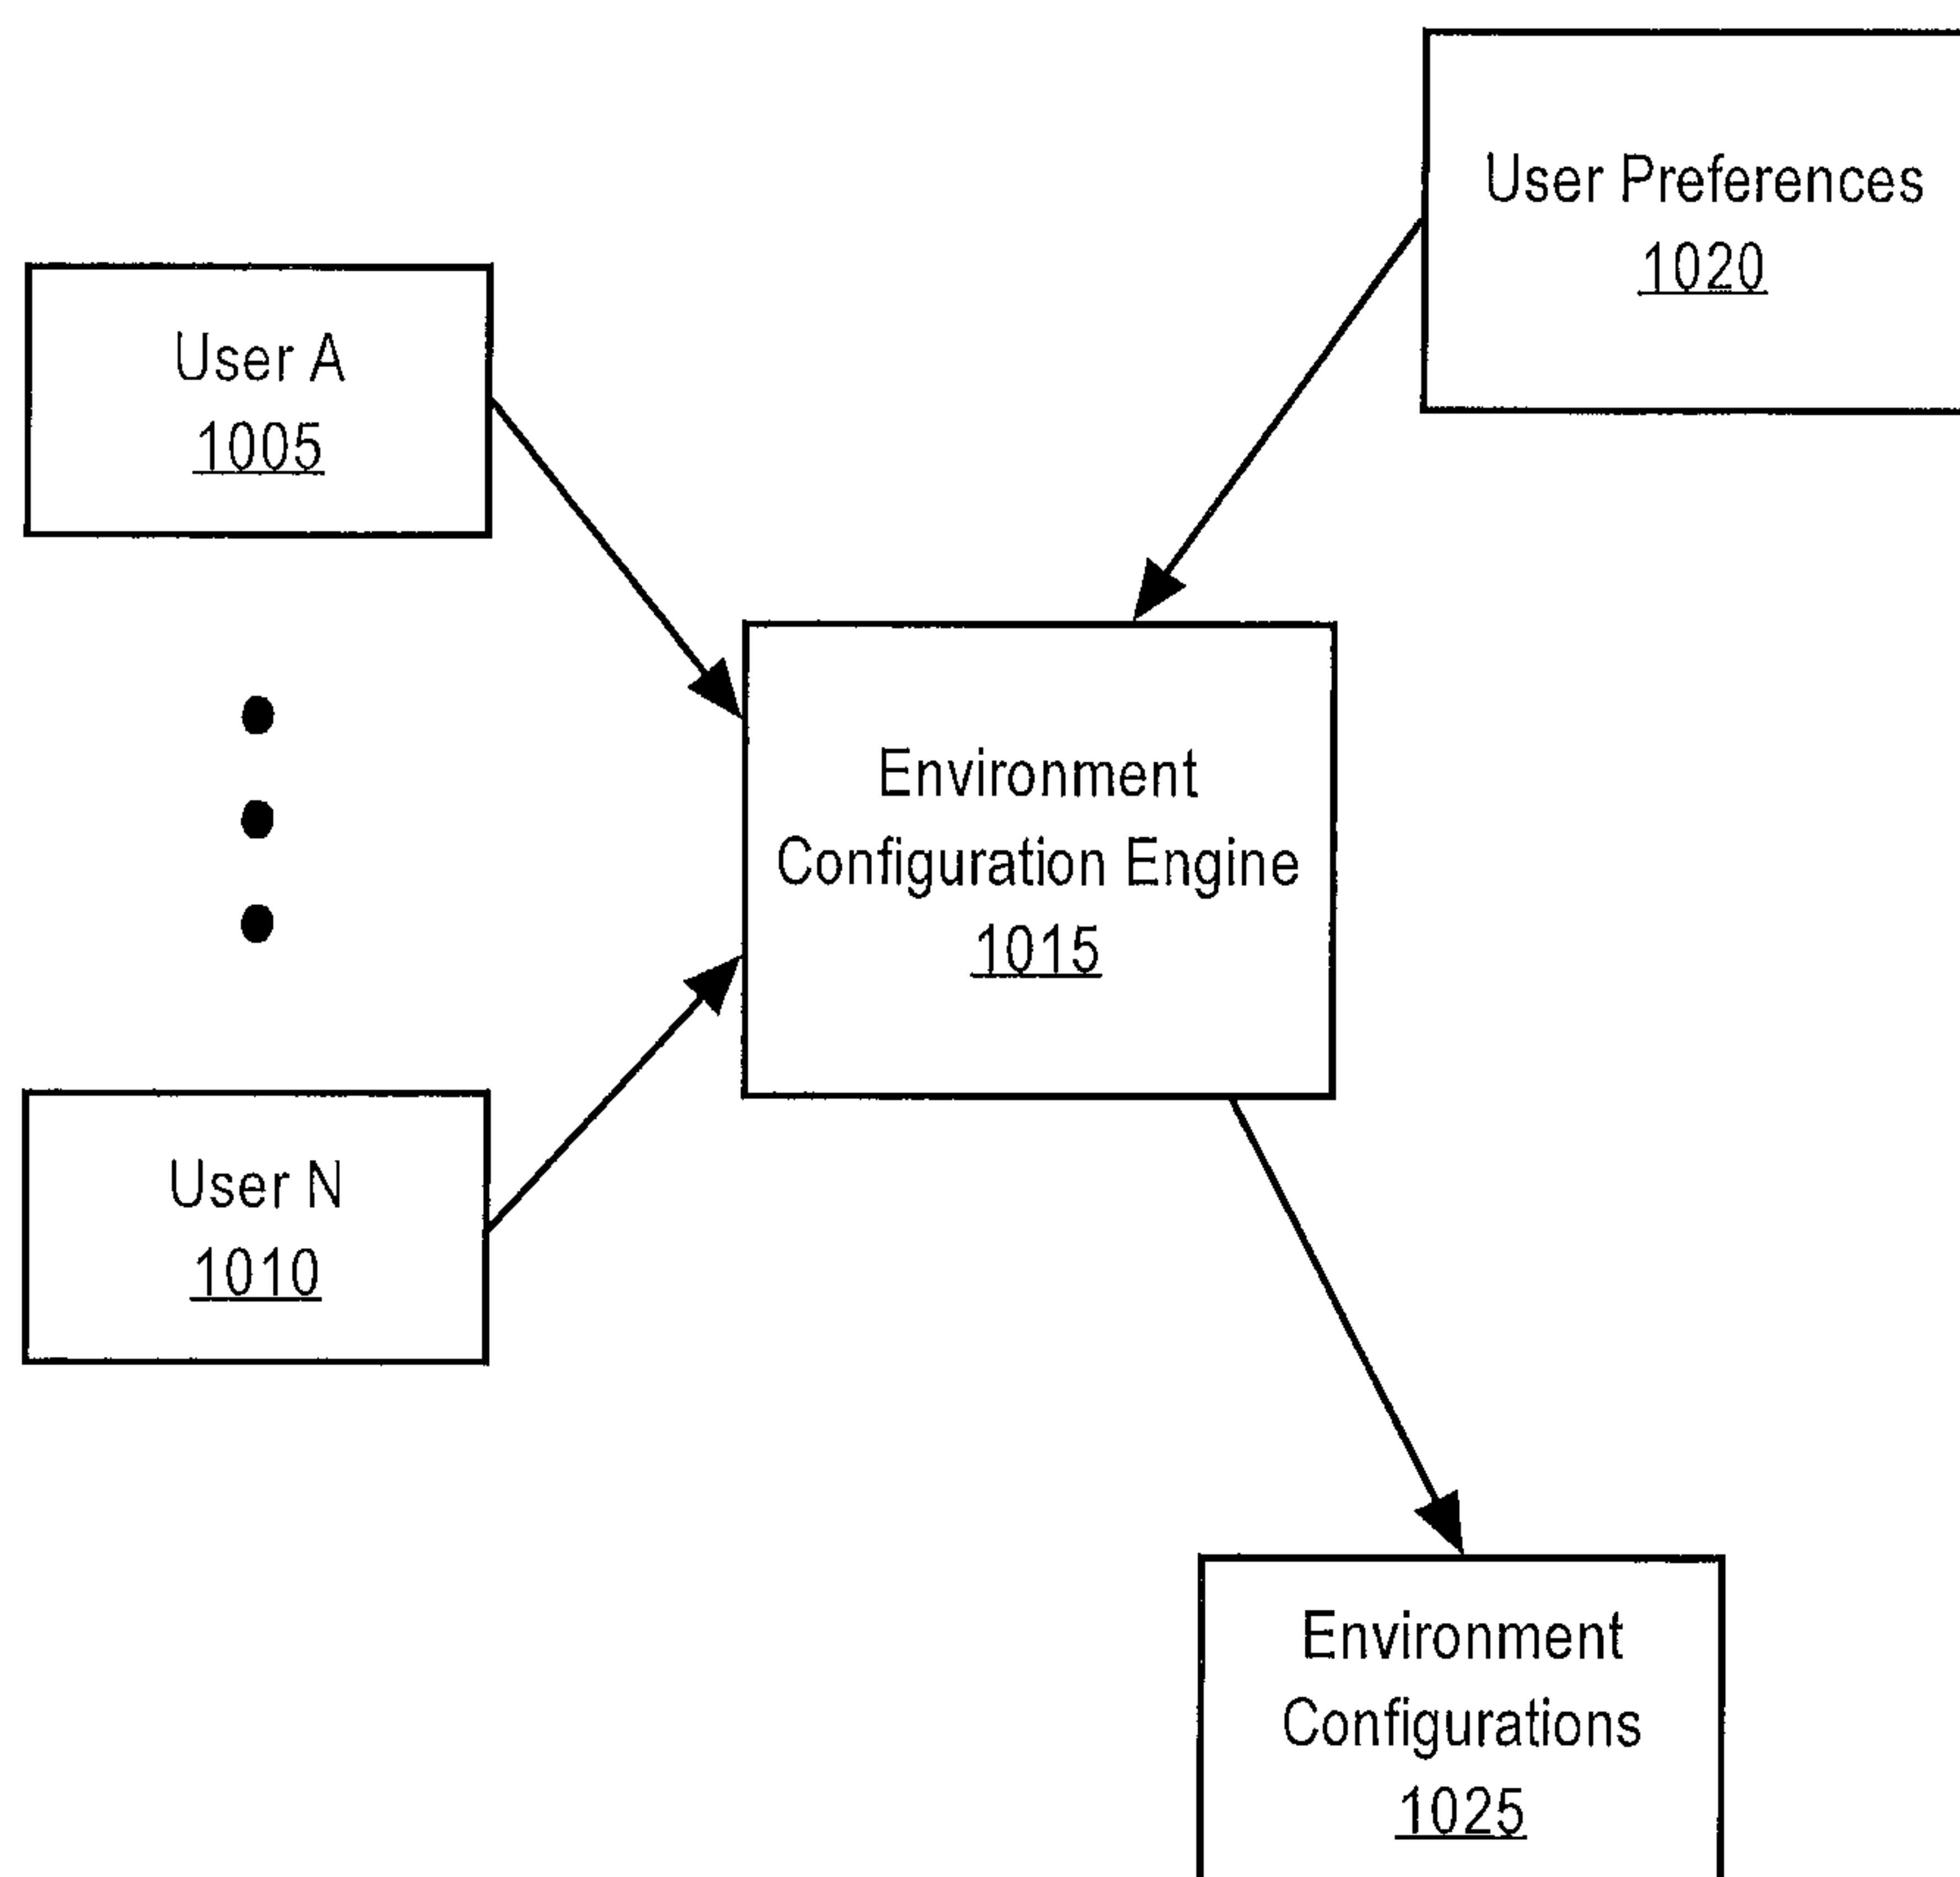 User Preferences
1020
User A
1005
Environment
Configuration Engine
1015
User N
1010
Environment
Configurations
1025